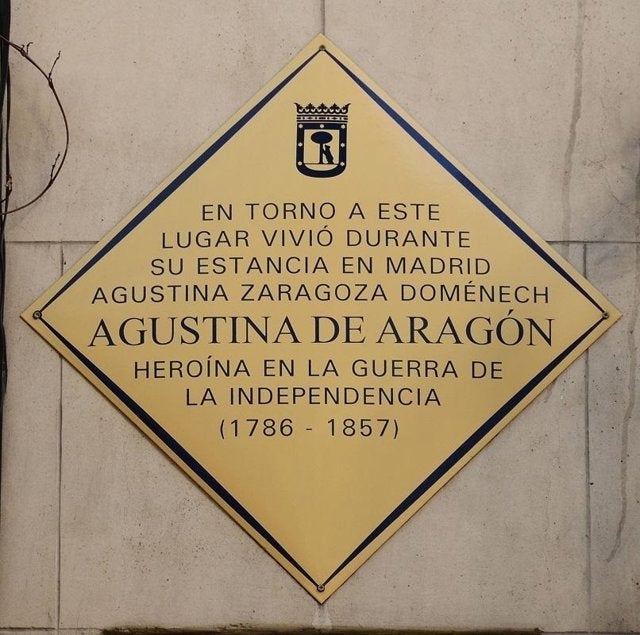 EN TORNO A ESTE
LUGAR VIVIÓ DURANTE
SU ESTANCIA EN MADRID
AGUSTINA ZARAGOZA DOMÉNECH
AGUSTINA DE ARAGÓN
HEROÍNA EN LA GUERRA DE
LA INDEPENDENCIA
(1786 - 1857)